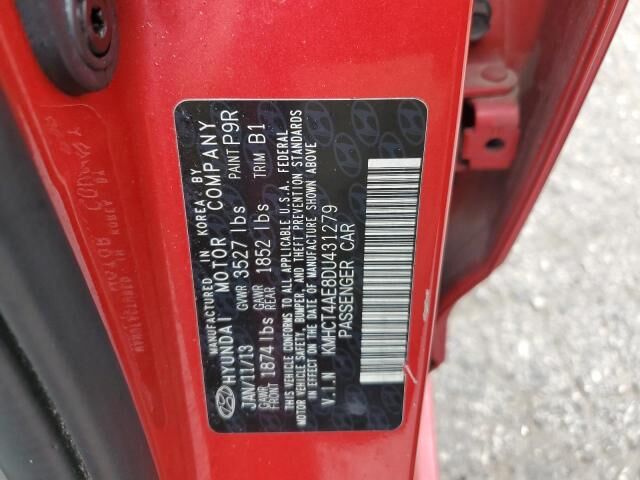 MANUFACTURED IN KOREA BY
HYUNDAI MOTOR COMPANY
JAN/11/13 GVWR 3527 lbs PAINT P9R
GAWR FRONT 1874 lbs GAWR REAR 1852 lbs TRIM B1
THIS VEHICLE CONFORMS TO ALL APPLICABLE U.S.A. FEDERAL
MOTOR VEHICLE SAFETY, BUMPER, AND THEFT PREVENTION STANDARDS
IN EFFECT ON THE DATE OF MANUFACTURE SHOWN ABOVE
V.I.N KMHCT4AE8DU431279
PASSENGER CAR